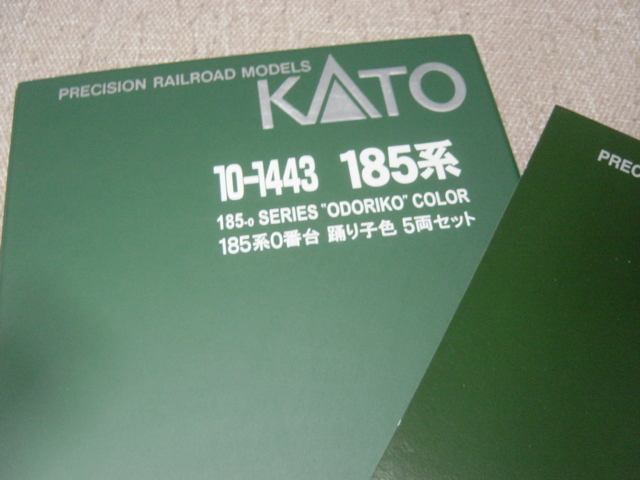 PRECISION RAILROAD MODELS
KATO
10-1443 185系
185-0 SERIES "ODORIKO" COLOR
185系0番台 踊り子色 5両セット
PREC